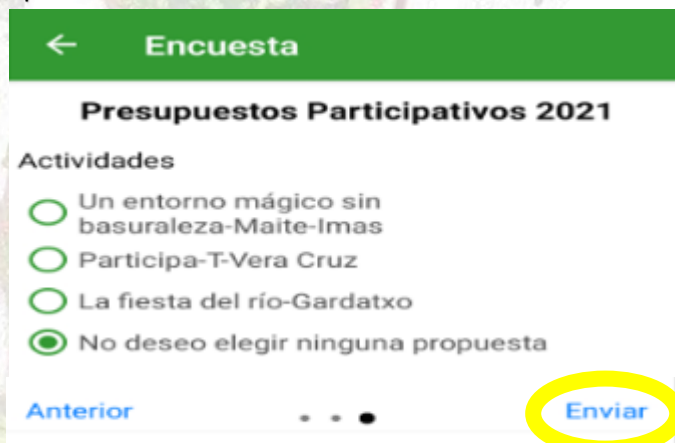 Encuesta
Presupuestos Participativos 2021
Actividades
Un entorno mágico sin
basuraleza-Maite-Imas
Participa-T-Vera Cruz
La fiesta del río-Gardatxo
No deseo elegir ninguna propuesta
Anterior
Enviar